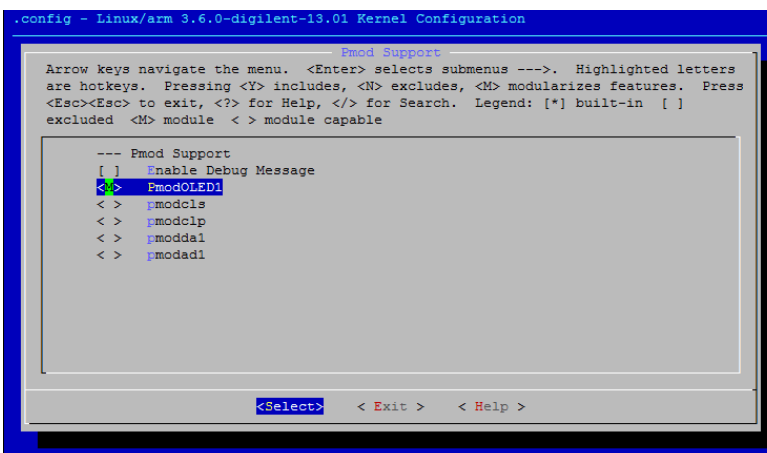 .config - Linux/arm 3.6.0-digilent-13.01 Kernel Configuration
Pmod Support
Arrow keys navigate the menu.  <Enter> selects submenus --->.  Highlighted letters
are hotkeys.  Pressing <Y> includes, <N> excludes, <M> modularizes features.  Press
<Esc><Esc> to exit, <?> for Help, </> for Search.  Legend: [*] built-in  [ ]
excluded  <M> module  < > module capable
--- Pmod Support
[ ]   Enable Debug Message
<M>   PmodOLED1
< >   pmodcls
< >   pmodclp
< >   pmodda1
< >   pmodad1
<Select>    < Exit >    < Help >